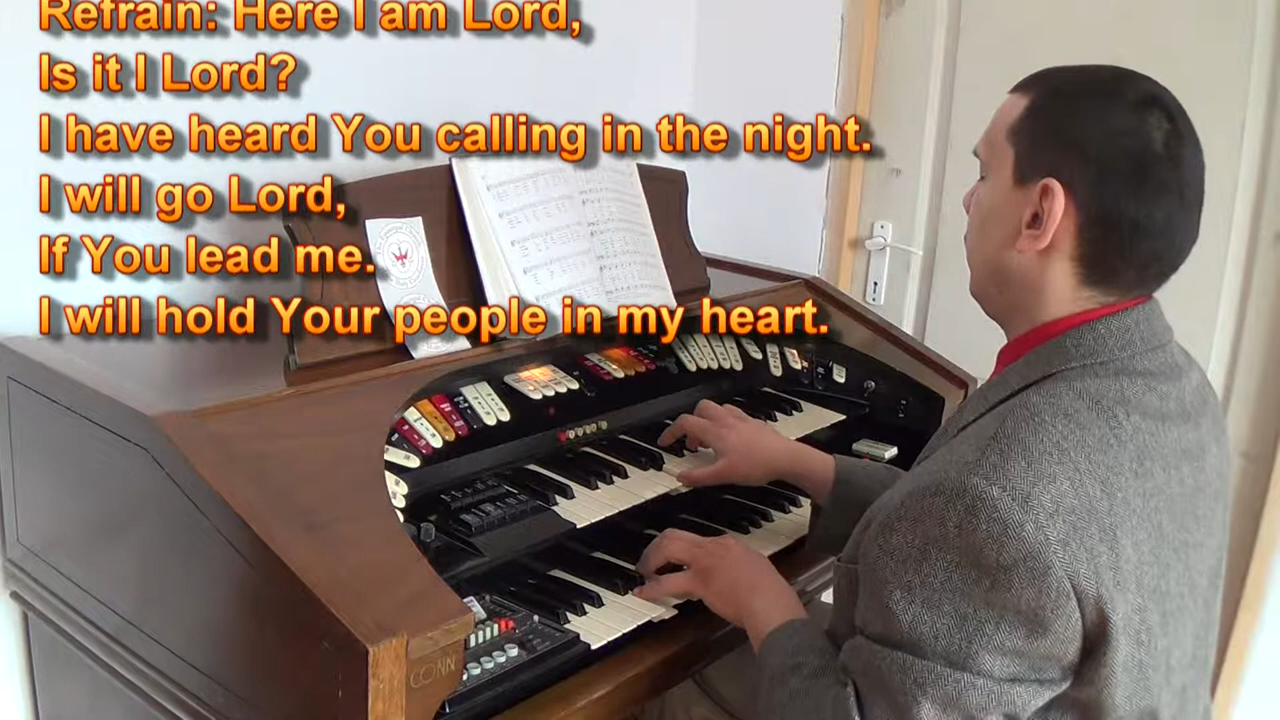 Refrain: Here I am Lord,
Is it I Lord?
I have heard You calling in the night.
I will go Lord,
If You lead me.
I will hold Your people in my heart.
CONN